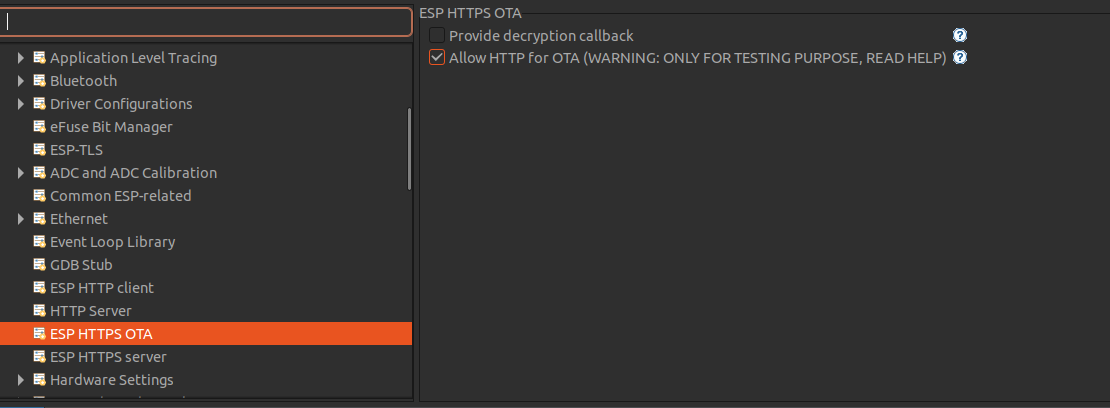 ESP HTTPS OTA
Provide decryption callback
Allow HTTP for OTA (WARNING: ONLY FOR TESTING PURPOSE, READ HELP)
Application Level Tracing
Bluetooth
Driver Configurations
eFuse Bit Manager
ESP-TLS
ADC and ADC Calibration
Common ESP-related
Ethernet
Event Loop Library
GDB Stub
ESP HTTP client
HTTP Server
ESP HTTPS OTA
ESP HTTPS server
Hardware Settings